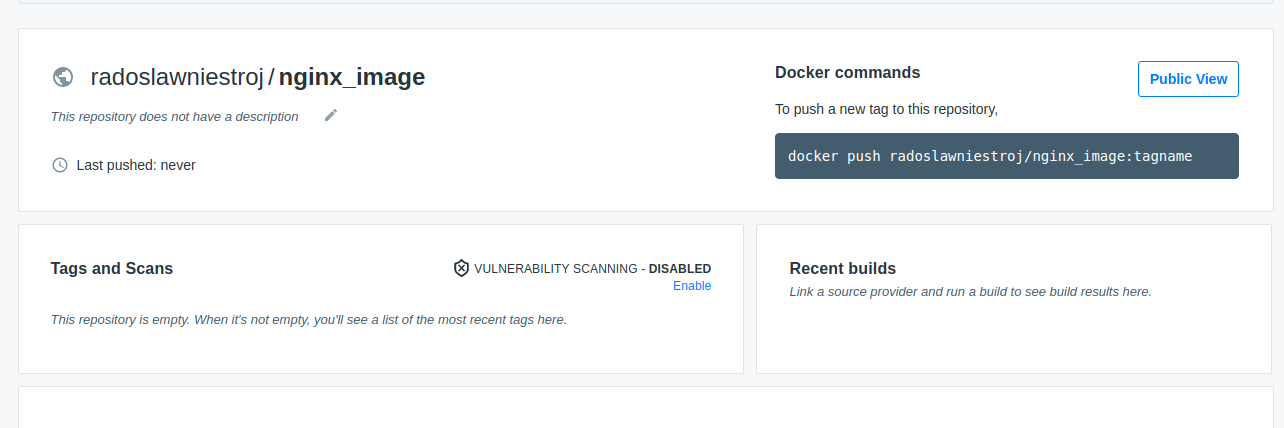 radoslawniestroj / nginx_image
This repository does not have a description
Last pushed: never
Docker commands
Public View
To push a new tag to this repository,
docker push radoslawniestroj/nginx_image:tagname
Tags and Scans
VULNERABILITY SCANNING - DISABLED
Enable
This repository is empty. When it's not empty, you'll see a list of the most recent tags here.
Recent builds
Link a source provider and run a build to see build results here.